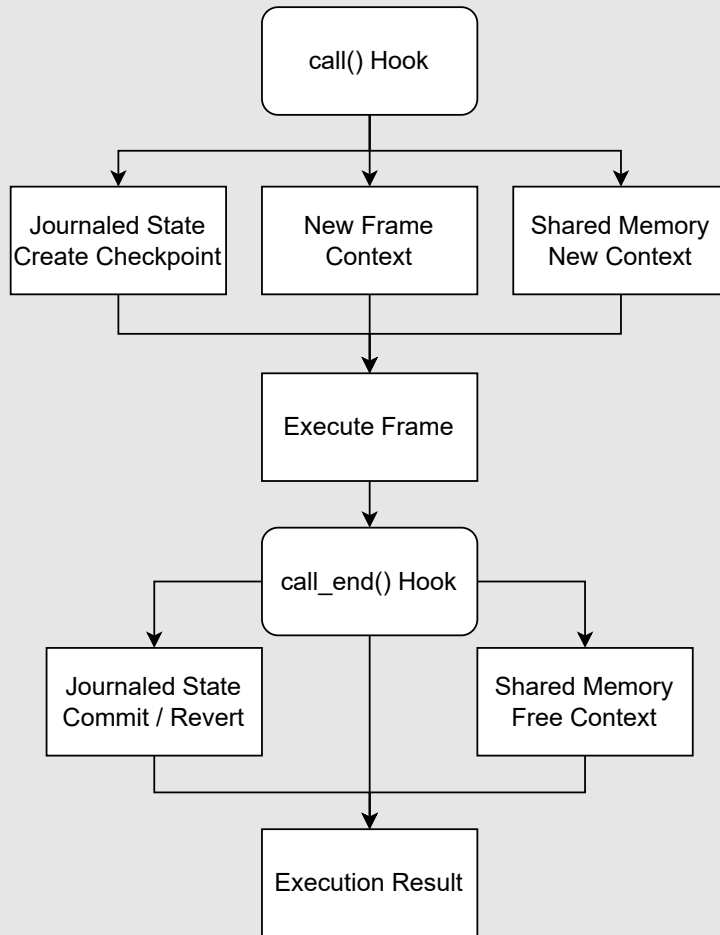 call() Hook
Journaled State
Create Checkpoint
New Frame
Context
Shared Memory
New Context
Execute Frame
call_end() Hook
Journaled State
Commit / Revert
Shared Memory
Free Context
Execution Result